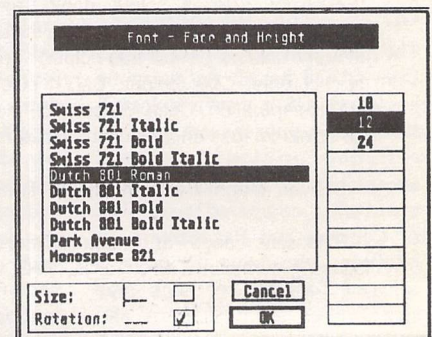 Font - Face and Height
Swiss 721
Swiss 721 Italic
Swiss 721 Bold
Swiss 721 Bold Italic
Dutch 801 Roman
Dutch 801 Italic
Dutch 801 Bold
Dutch 801 Bold Italic
Park Avenue
Monospace 821
10
12
24
Size: ___
Rotation: ___ ✓
Cancel
OK